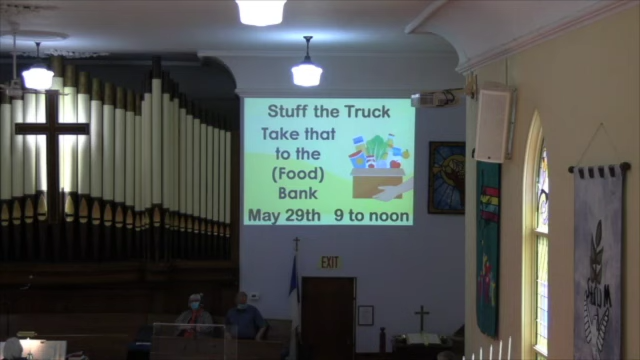 Stuff the Truck
Take that
to the
(Food)
Bank
May 29th 9 to noon
EXIT